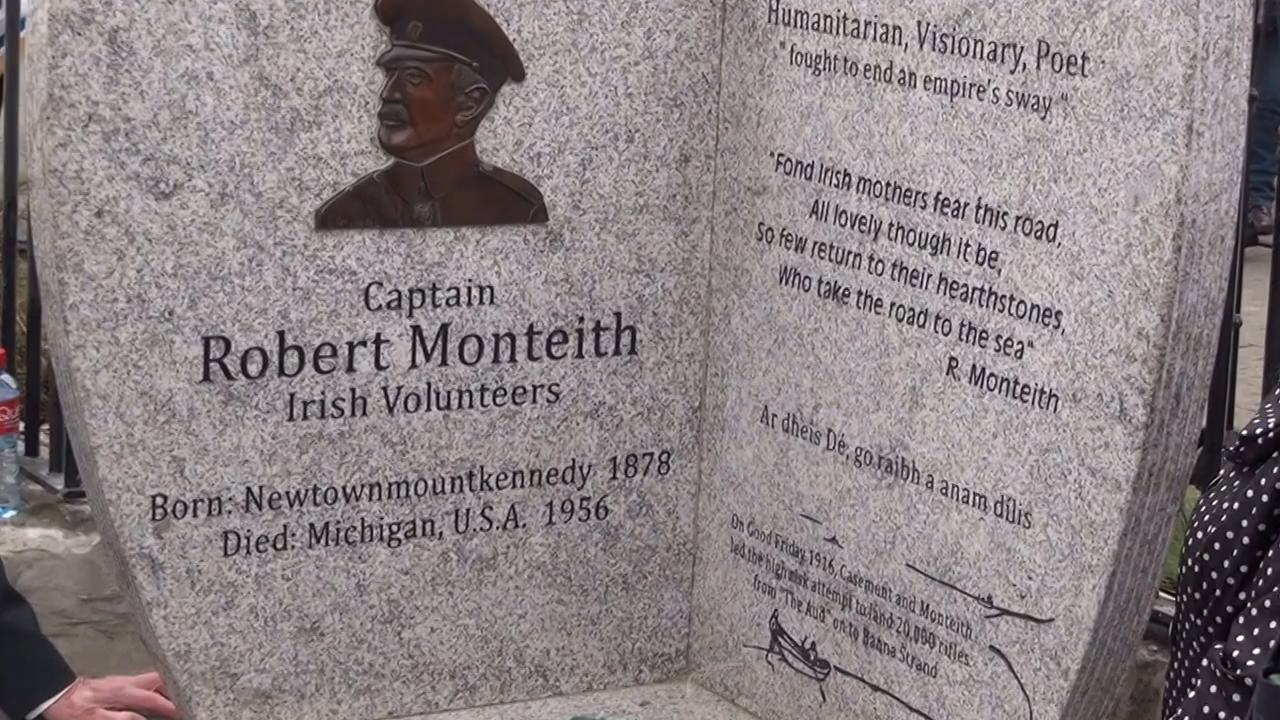 Captain
Robert Monteith
Irish Volunteers
Born: Newtownmountkennedy 1878
Died: Michigan, U.S.A. 1956
Humanitarian, Visionary, Poet
"fought to end an empire's sway"
"Fond Irish mothers fear this road,
All lovely though it be,
So few return to their hearthstones,
Who take the road to the sea"
R. Monteith
Ar dheis Dé, go raibh a anam dílis
On Good Friday 1916, Casement and Monteith
led the high risk attempt to land 20,000 rifles
from "The Aud" on to Banna Strand